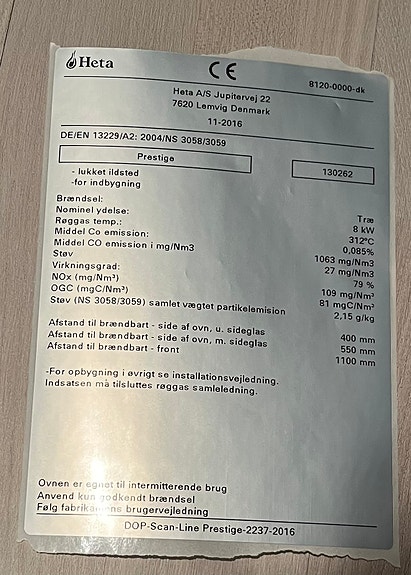 Heta
CE
8120-0000-dk
Heta A/S Jupitervej 22
7620 Lemvig Denmark
11-2016
DE/EN 13229/A2: 2004/NS 3058/3059
Prestige
130262
- lukket ildsted
-for indbygning
Brændsel: Træ
Nominel ydelse: 8 kW
Røggas temp.: 312°C
Middel Co emission: 0,085%
Middel CO emission i mg/Nm3 1063 mg/Nm3
Støv 27 mg/Nm3
Virkningsgrad: 79 %
NOx (mg/Nm³) 109 mg/Nm³
OGC (mgC/Nm³) 81 mgC/Nm³
Støv (NS 3058/3059) samlet vægtet partikelemision 2,15 g/kg
Afstand til brændbart - side af ovn, u. sideglas 400 mm
Afstand til brændbart - side af ovn, m. sideglas 550 mm
Afstand til brændbart - front 1100 mm
-For opbygning i øvrigt se installationsvejledning.
Indsatsen må tilsluttes røggas samleledning.
Ovnen er egnet til intermitterende brug
Anvend kun godkendt brændsel
Følg fabrikantens brugervejledning
DOP-Scan-Line Prestige-2237-2016